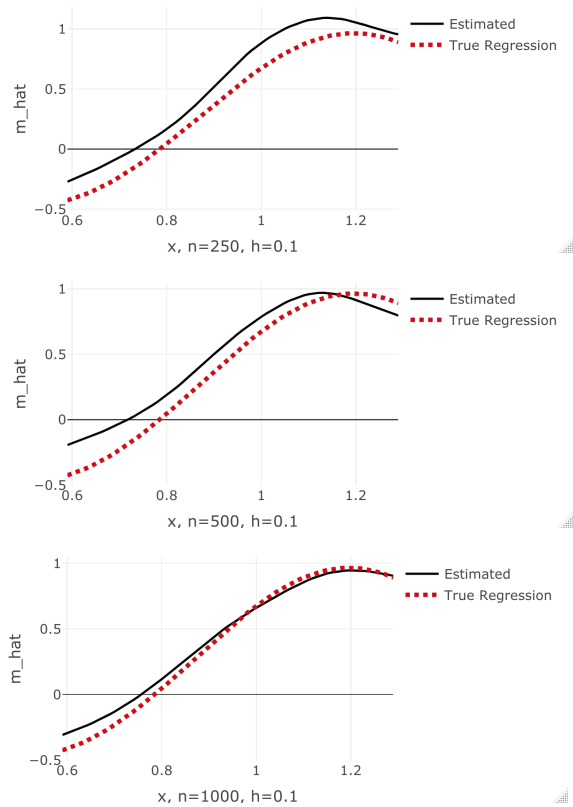 Estimated
True Regression
1
0.5
0
−0.5
m_hat
0.6 0.8 1 1.2
x, n=250, h=0.1
Estimated
True Regression
1
0.5
0
−0.5
m_hat
0.6 0.8 1 1.2
x, n=500, h=0.1
Estimated
True Regression
1
0.5
0
−0.5
m_hat
0.6 0.8 1 1.2
x, n=1000, h=0.1